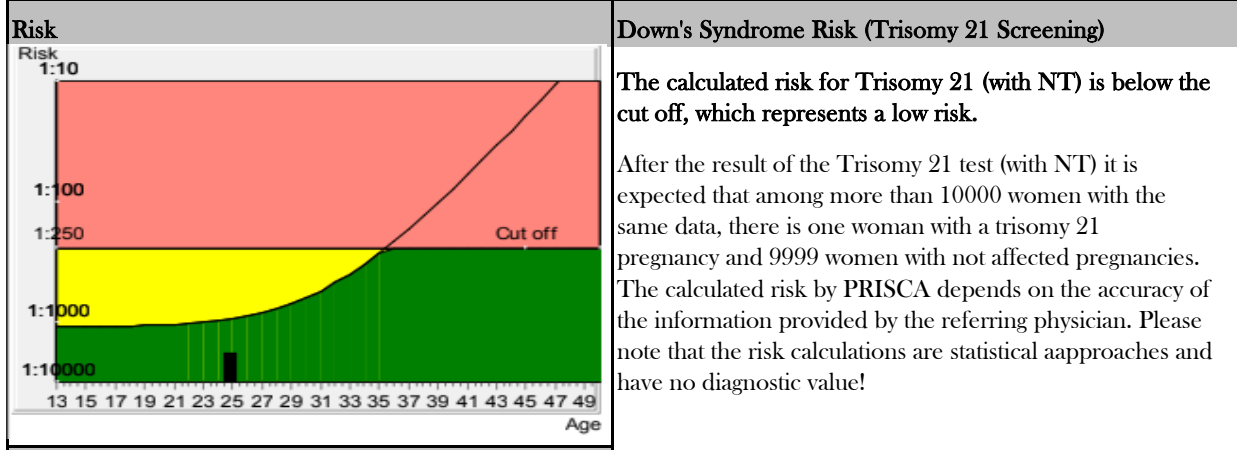 Risk
Risk
1:10
1:100
1:250
Cut off
1:1000
1:10000
13 15 17 19 21 23 25 27 29 31 33 35 37 39 41 43 45 47 49
Age
Down's Syndrome Risk (Trisomy 21 Screening)
The calculated risk for Trisomy 21 (with NT) is below the
cut off, which represents a low risk.
After the result of the Trisomy 21 test (with NT) it is
expected that among more than 10000 women with the
same data, there is one woman with a trisomy 21
pregnancy and 9999 women with not affected pregnancies.
The calculated risk by PRISCA depends on the accuracy of
the information provided by the referring physician. Please
note that the risk calculations are statistical aapproaches and
have no diagnostic value!